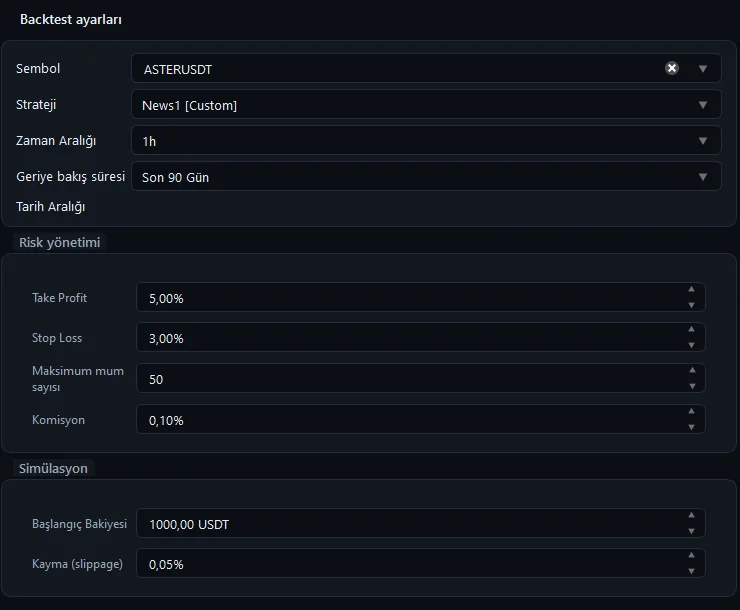 Backtest ayarları
Sembol ASTERUSDT
Strateji News1 [Custom]
Zaman Aralığı 1h
Geriye bakış süresi Son 90 Gün
Tarih Aralığı
Risk yönetimi
Take Profit 5,00%
Stop Loss 3,00%
Maksimum mum
sayısı 50
Komisyon 0,10%
Simülasyon
Başlangıç Bakiyesi 1000,00 USDT
Kayma (slippage) 0,05%